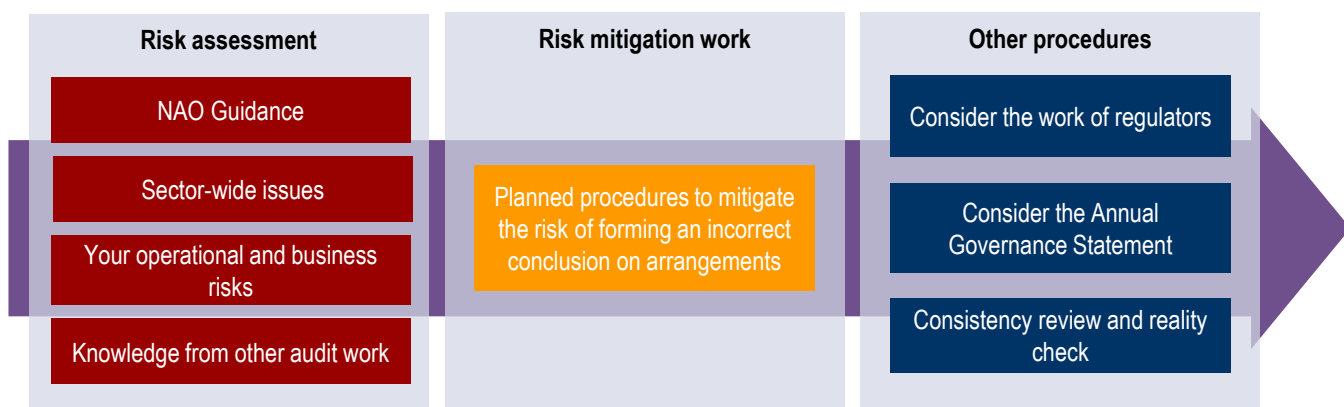 Risk assessment
NAO Guidance
Sector-wide issues
Your operational and business
risks
Knowledge from other audit work
Risk mitigation work
Planned procedures to mitigate
the risk of forming an incorrect
conclusion on arrangements
Other procedures
Consider the work of regulators
Consider the Annual
Governance Statement
Consistency review and reality
check